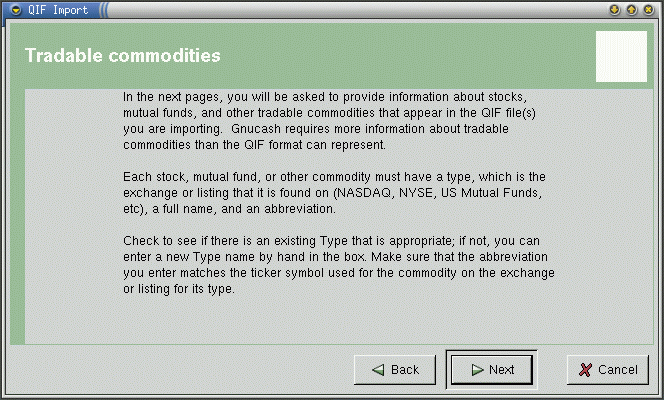 QIF Import
Tradable commodities
In the next pages, you will be asked to provide information about stocks,
mutual funds, and other tradable commodities that appear in the QIF file(s)
you are importing. Gnucash requires more information about tradable
commodities than the QIF format can represent.
Each stock, mutual fund, or other commodity must have a type, which is the
exchange or listing that it is found on (NASDAQ, NYSE, US Mutual Funds,
etc), a full name, and an abbreviation.
Check to see if there is an existing Type that is appropriate; if not, you can
enter a new Type name by hand in the box. Make sure that the abbreviation
you enter matches the ticker symbol used for the commodity on the exchange
or listing for its type.
Back Next Cancel